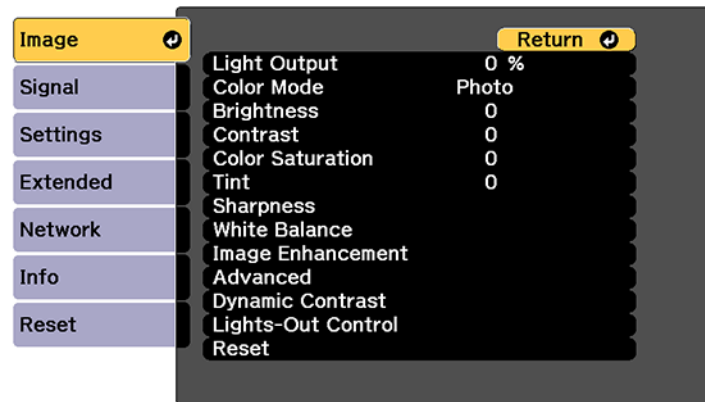 Image
Signal
Settings
Extended
Network
Info
Reset
Return
Light Output 0 %
Color Mode Photo
Brightness 0
Contrast 0
Color Saturation 0
Tint 0
Sharpness
White Balance
Image Enhancement
Advanced
Dynamic Contrast
Lights-Out Control
Reset